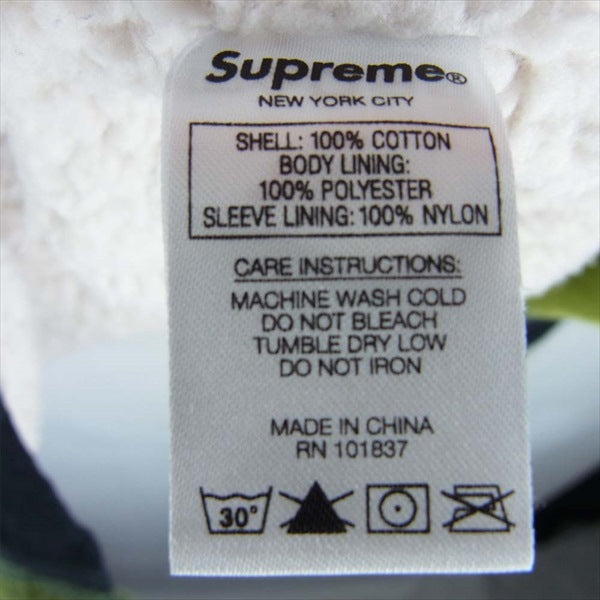 Supreme®
NEW YORK CITY
SHELL: 100% COTTON
BODY LINING:
100% POLYESTER
SLEEVE LINING: 100% NYLON
CARE INSTRUCTIONS:
MACHINE WASH COLD
DO NOT BLEACH
TUMBLE DRY LOW
DO NOT IRON
MADE IN CHINA
RN 101837
30°